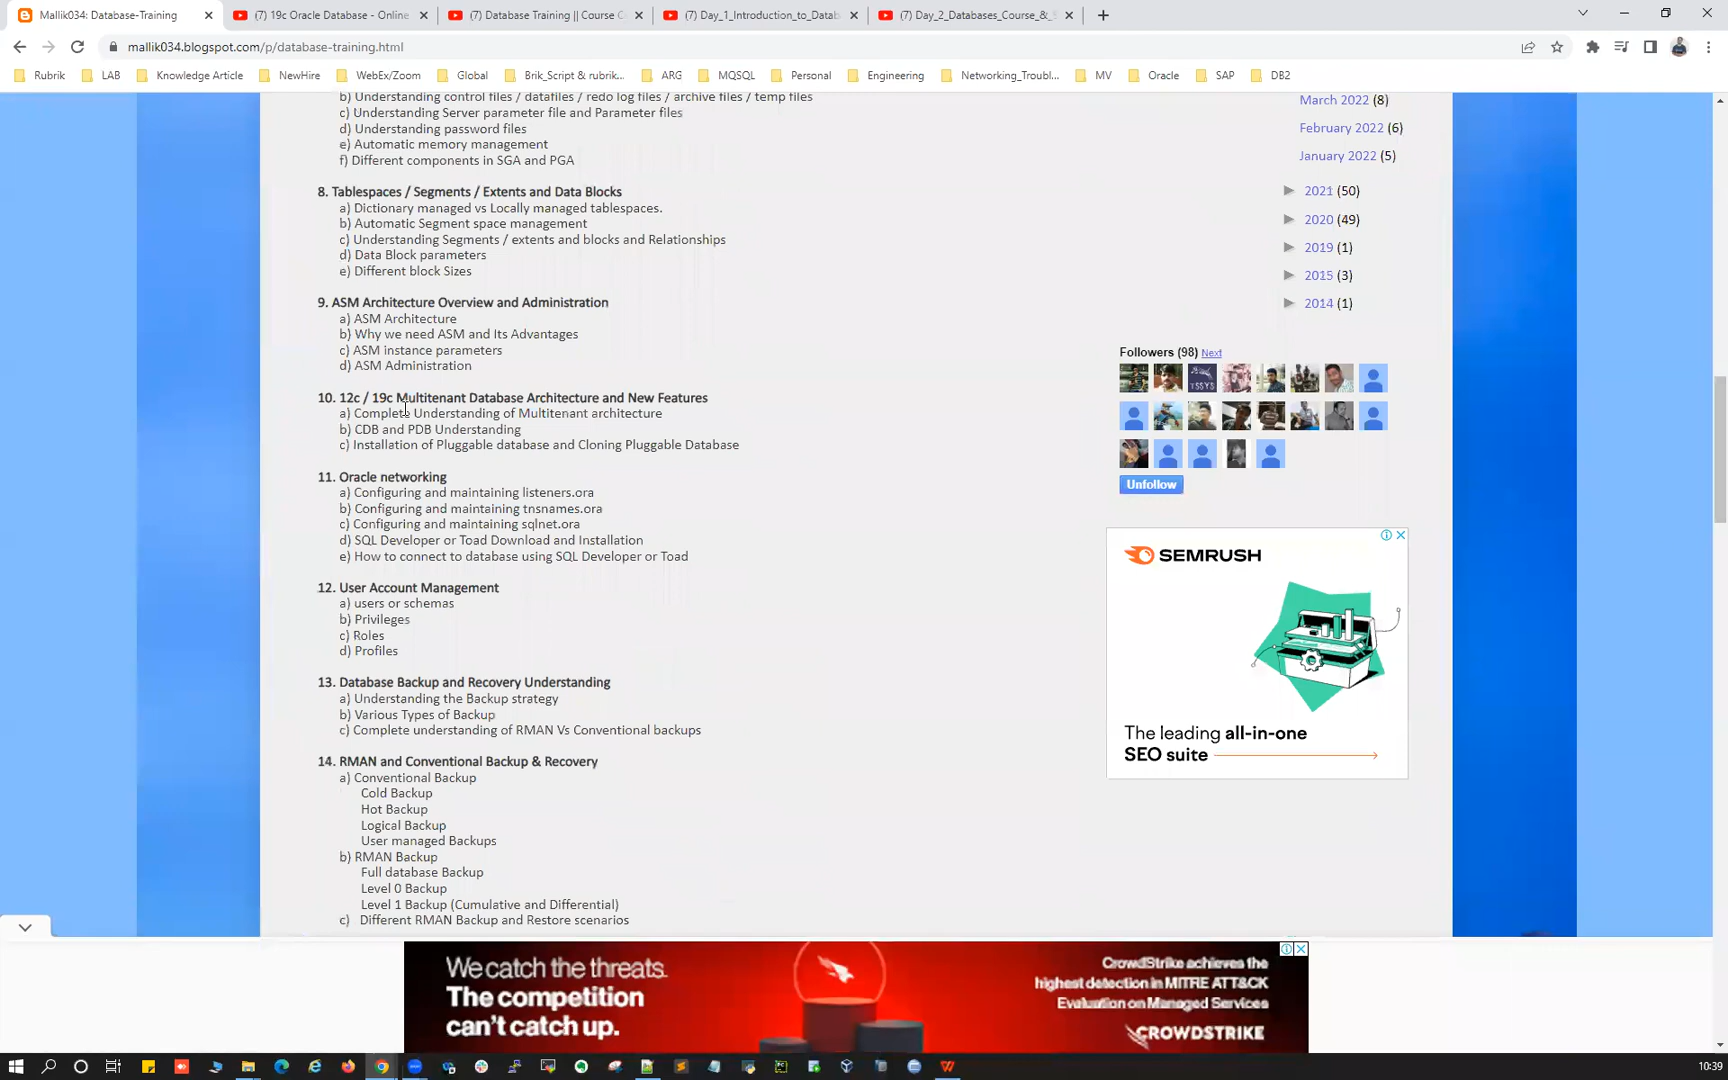 Mallik034: Database-Training
(7) 19c Oracle Database - Online
(7) Database Training || Course C
(7) Day_1_Introduction_to_Datab
(7) Day_2_Databases_Course_&_
mallik034.blogspot.com/p/database-training.html
Rubrik
LAB
Knowledge Article
NewHire
WebEx/Zoom
Global
Brik_Script & rubrik...
ARG
MQSQL
Personal
Engineering
Networking_Troubl...
MV
Oracle
SAP
DB2
b) Understanding control files / datafiles / redo log files / archive files / temp files
c) Understanding Server parameter file and Parameter files
d) Understanding password files
e) Automatic memory management
f) Different components in SGA and PGA
8. Tablespaces / Segments / Extents and Data Blocks
a) Dictionary managed vs Locally managed tablespaces.
b) Automatic Segment space management
c) Understanding Segments / extents and blocks and Relationships
d) Data Block parameters
e) Different block Sizes
9. ASM Architecture Overview and Administration
a) ASM Architecture
b) Why we need ASM and Its Advantages
c) ASM instance parameters
d) ASM Administration
10. 12c / 19c Multitenant Database Architecture and New Features
a) Complete Understanding of Multitenant architecture
b) CDB and PDB Understanding
c) Installation of Pluggable database and Cloning Pluggable Database
11. Oracle networking
a) Configuring and maintaining listeners.ora
b) Configuring and maintaining tnsnames.ora
c) Configuring and maintaining sqlnet.ora
d) SQL Developer or Toad Download and Installation
e) How to connect to database using SQL Developer or Toad
12. User Account Management
a) users or schemas
b) Privileges
c) Roles
d) Profiles
13. Database Backup and Recovery Understanding
a) Understanding the Backup strategy
b) Various Types of Backup
c) Complete understanding of RMAN Vs Conventional backups
14. RMAN and Conventional Backup & Recovery
a) Conventional Backup
Cold Backup
Hot Backup
Logical Backup
User managed Backups
b) RMAN Backup
Full database Backup
Level 0 Backup
Level 1 Backup (Cumulative and Differential)
c) Different RMAN Backup and Restore scenarios
March 2022 (8)
February 2022 (6)
January 2022 (5)
► 2021 (50)
► 2020 (49)
► 2019 (1)
► 2015 (3)
► 2014 (1)
Followers (98) Next
TSSYS
Unfollow
SEMRUSH
The leading all-in-one
SEO suite
We catch the threats.
The competition
can't catch up.
CrowdStrike achieves the
highest detection in MITRE ATT&CK
Evaluation on Managed Services
CROWDSTRIKE
10:39